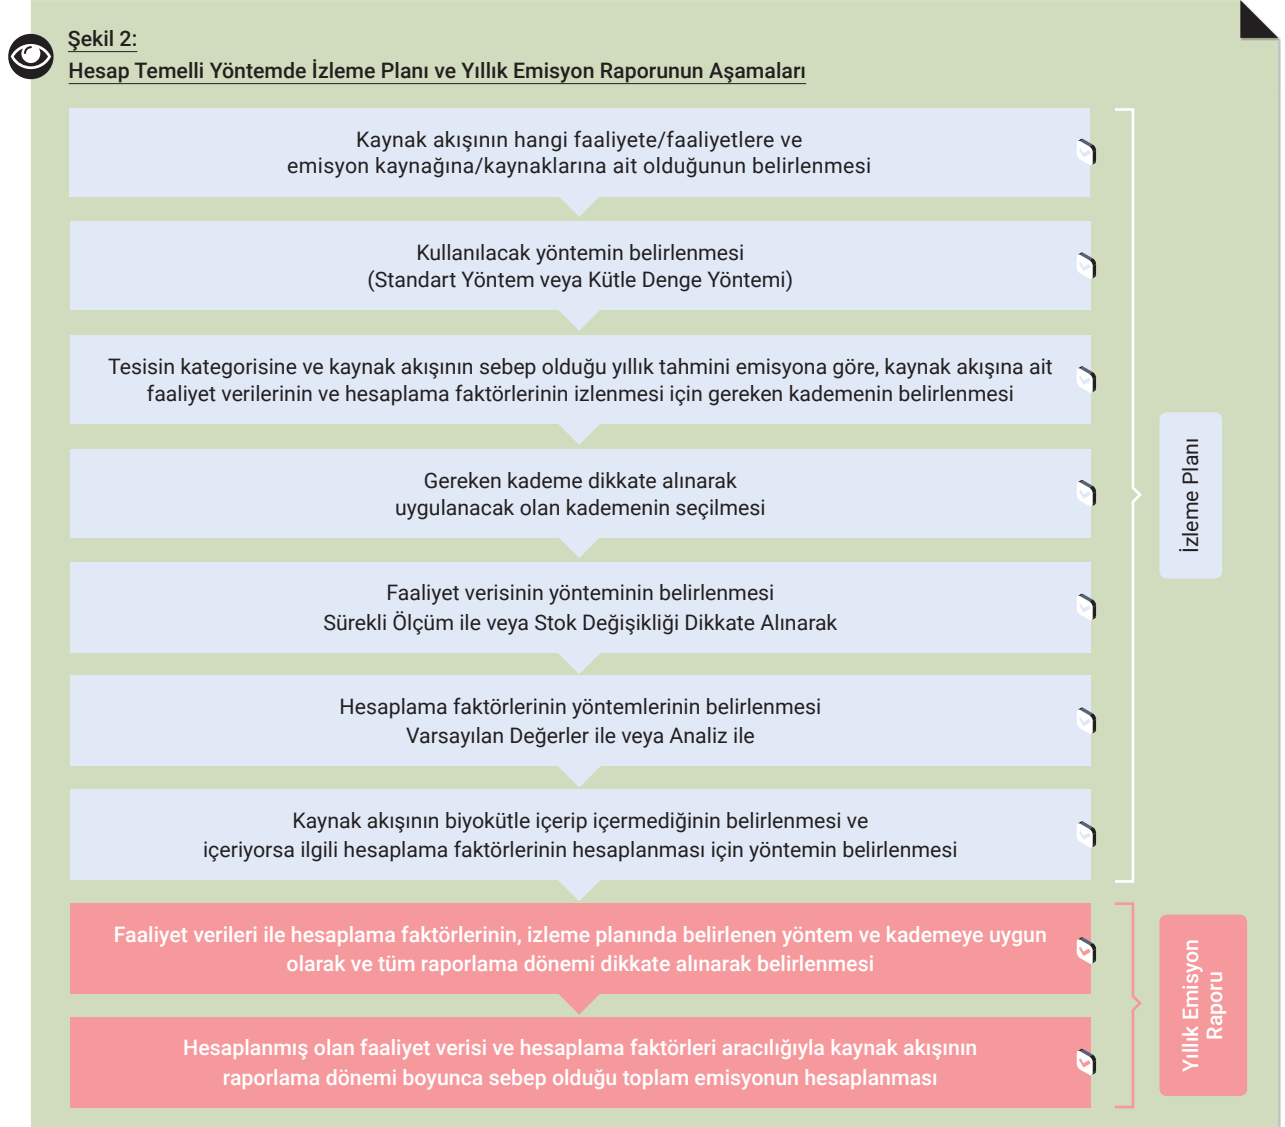 Şekil 2:
Hesap Temelli Yöntemde İzleme Planı ve Yıllık Emisyon Raporunun Aşamaları
Kaynak akışının hangi faaliyete/faaliyetlere ve
emisyon kaynağına/kaynaklarına ait olduğunun belirlenmesi
Kullanılacak yöntemin belirlenmesi
(Standart Yöntem veya Kütle Denge Yöntemi)
Tesisin kategorisine ve kaynak akışının sebep olduğu yıllık tahmini emisyona göre, kaynak akışına ait
faaliyet verilerinin ve hesaplama faktörlerinin izlenmesi için gereken kademenin belirlenmesi
Gereken kademe dikkate alınarak
uygulanacak olan kademenin seçilmesi
Faaliyet verisinin yönteminin belirlenmesi
Sürekli Ölçüm ile veya Stok Değişikliği Dikkate Alınarak
Hesaplama faktörlerinin yöntemlerinin belirlenmesi
Varsayılan Değerler ile veya Analiz ile
Kaynak akışının biyokütle içerip içermediğinin belirlenmesi ve
içeriyorsa ilgili hesaplama faktörlerinin hesaplanması için yöntemin belirlenmesi
İzleme Planı
Faaliyet verileri ile hesaplama faktörlerinin, izleme planında belirlenen yöntem ve kademeye uygun
olarak ve tüm raporlama dönemi dikkate alınarak belirlenmesi
Hesaplanmış olan faaliyet verisi ve hesaplama faktörleri aracılığıyla kaynak akışının
raporlama dönemi boyunca sebep olduğu toplam emisyonun hesaplanması
Yıllık Emisyon
Raporu